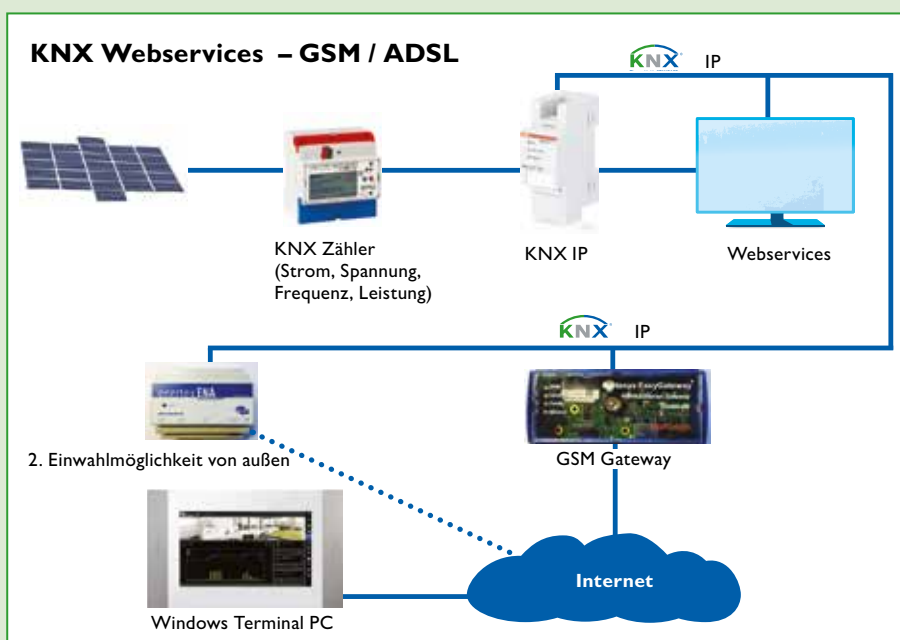 KNX Webservices – GSM / ADSL
KNX IP
KNX Zähler
(Strom, Spannung,
Frequenz, Leistung)
KNX IP
Webservices
KNX IP
2. Einwahlmöglichkeit von außen
GSM Gateway
Internet
Windows Terminal PC